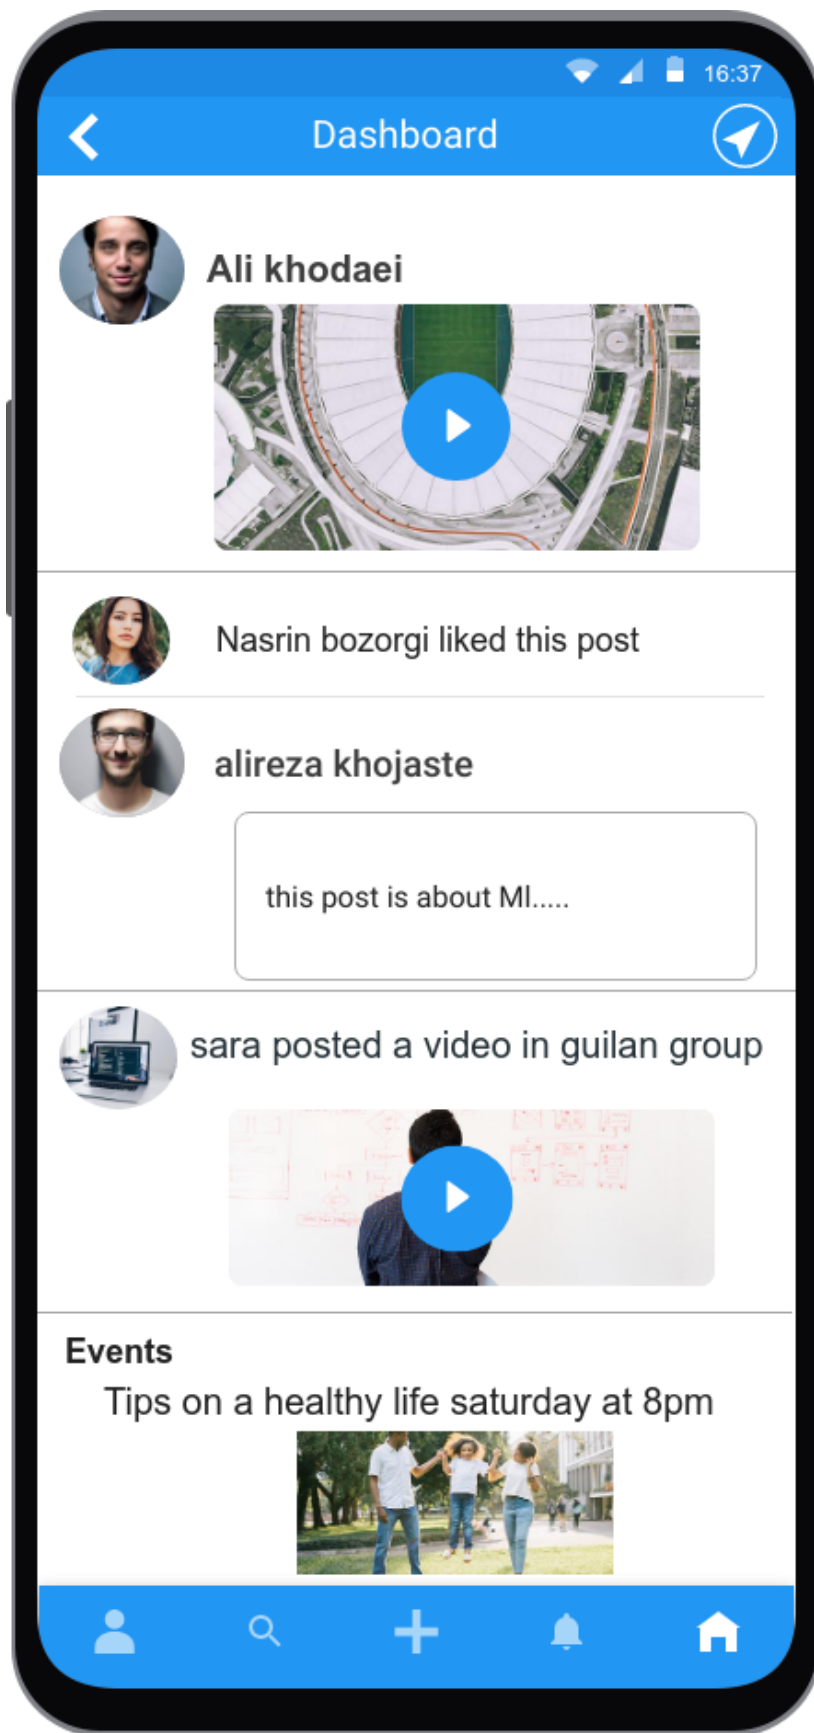 16:37
Dashboard
Ali khodaei
Nasrin bozorgi liked this post
alireza khojaste
this post is about Ml.....
sara posted a video in guilan group
Events
Tips on a healthy life saturday at 8pm